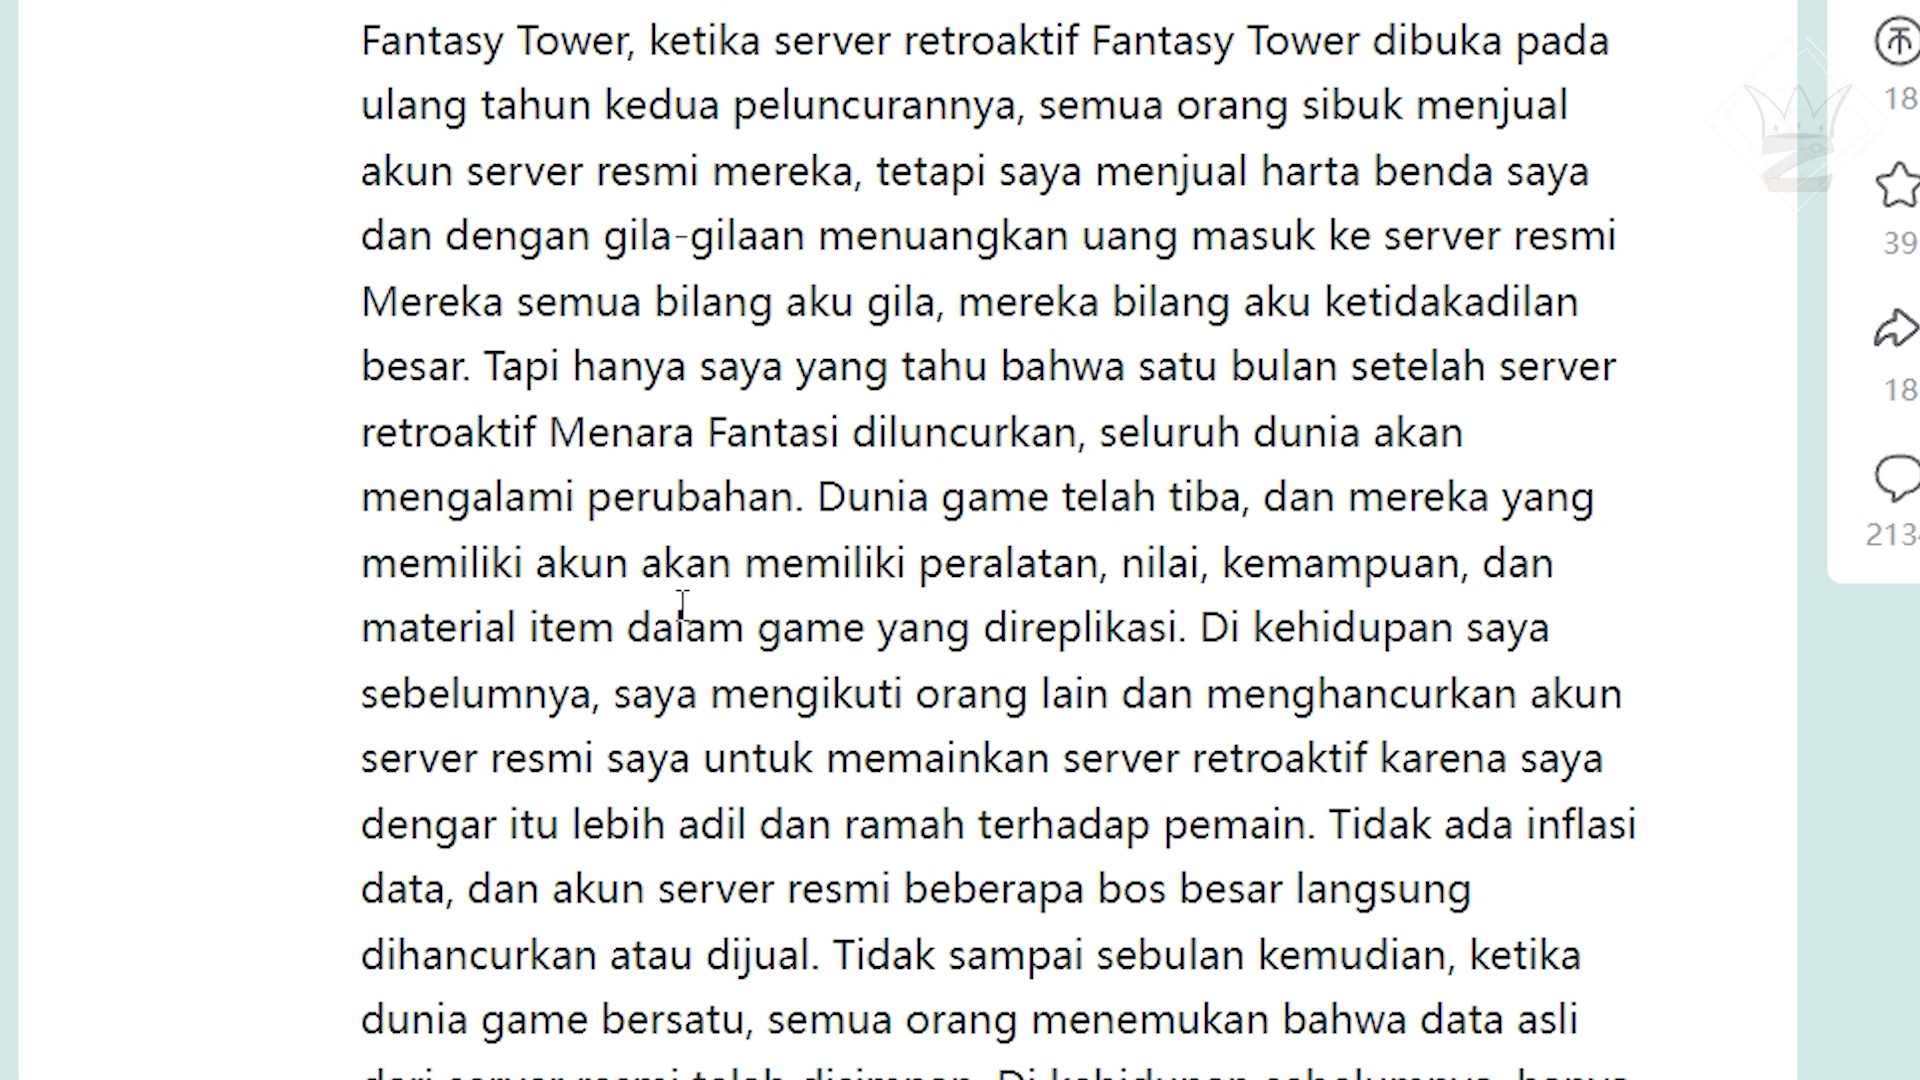 Fantasy Tower, ketika server retroaktif Fantasy Tower dibuka pada
ulang tahun kedua peluncurannya, semua orang sibuk menjual
akun server resmi mereka, tetapi saya menjual harta benda saya
dan dengan gila-gilaan menuangkan uang masuk ke server resmi
Mereka semua bilang aku gila, mereka bilang aku ketidakadilan
besar. Tapi hanya saya yang tahu bahwa satu bulan setelah server
retroaktif Menara Fantasi diluncurkan, seluruh dunia akan
mengalami perubahan. Dunia game telah tiba, dan mereka yang
memiliki akun akan memiliki peralatan, nilai, kemampuan, dan
material item dalam game yang direplikasi. Di kehidupan saya
sebelumnya, saya mengikuti orang lain dan menghancurkan akun
server resmi saya untuk memainkan server retroaktif karena saya
dengar itu lebih adil dan ramah terhadap pemain. Tidak ada inflasi
data, dan akun server resmi beberapa bos besar langsung
dihancurkan atau dijual. Tidak sampai sebulan kemudian, ketika
dunia game bersatu, semua orang menemukan bahwa data asli
18
39
18